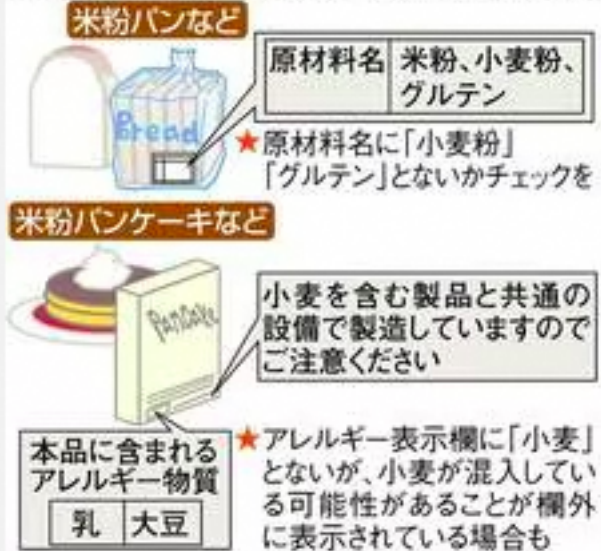 米粉パンなど
原材料名 米粉、小麦粉、
グルテン
Bread
★原材料名に「小麦粉」
「グルテン」とないかチェックを
米粉パンケーキなど
PANCAKE
小麦を含む製品と共通の
設備で製造していますので
ご注意ください
本品に含まれる
アレルギー物質
乳 大豆
★アレルギー表示欄に「小麦」
とないが、小麦が混入してい
る可能性があることが欄外
に表示されている場合も